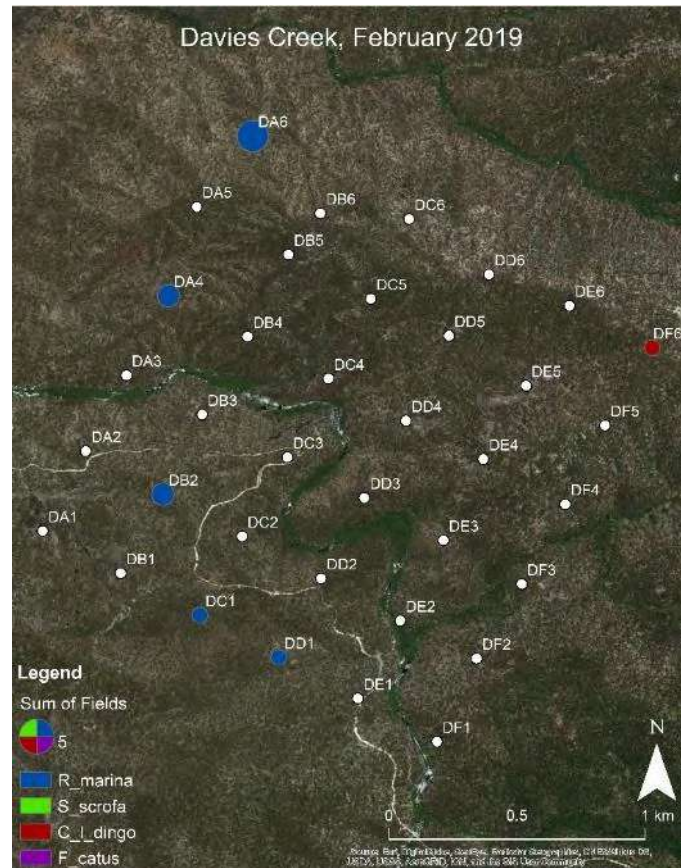 Davies Creek, February 2019
DA6
DA5
DB6
DC6
DB5
DD6
DA4
DC5
DE6
DB4
DD5
DF6
DA3
DC4
DE5
DB3
DD4
DF5
DA2
DC3
DE4
DB2
DD3
DF4
DA1
DC2
DE3
DB1
DD2
DF3
DC1
DE2
DD1
DF2
DE1
DF1
Legend
Sum of Fields
5
R_marina
S_scrofa
C_l_dingo
F_catus
N
0 0.5 1 km